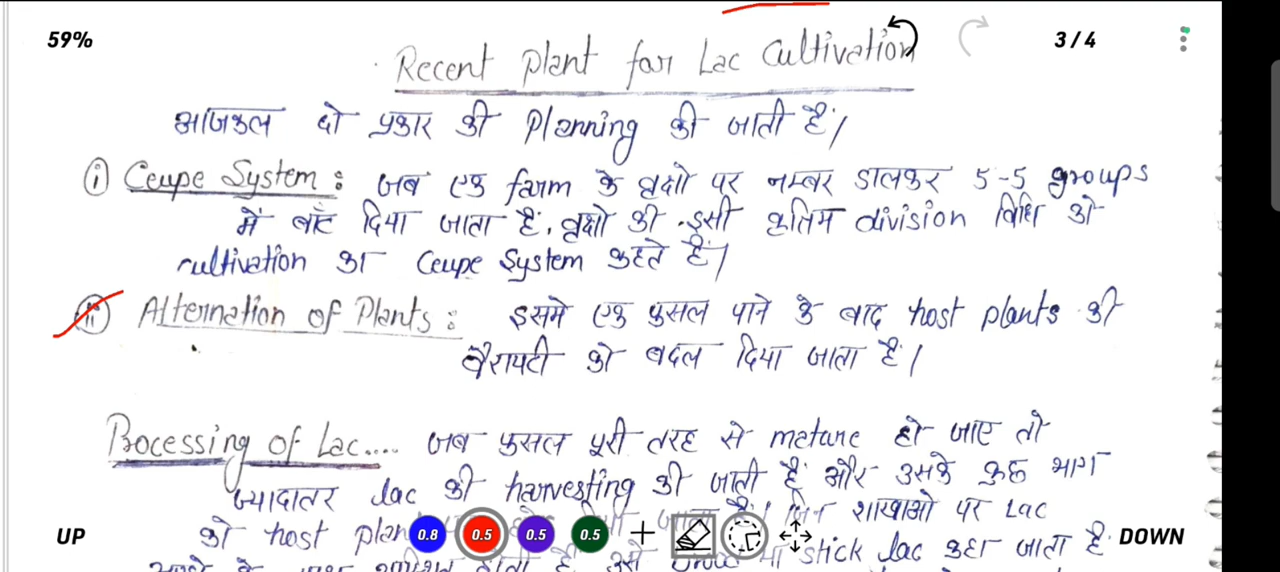 59%
3 / 4
Recent Plant for Lac Cultivation
आजकल दो प्रकार की Planning की जाती है।
(i) Ceupe System : जब एक farm के वृक्षो पर नम्बर डालकर 5-5 groups
में बाँट दिया जाता है. वृक्षो की इसी कृतिम division विधि को
cultivation का Ceupe System कहते है।
(ii) Alternation of Plants : इसमे एक फसल पाने के बाद host plants की
वैरायटी को बदल दिया जाता है।
Processing of Lac.... जब फसल पूरी तरह से mature हो जाए तो
ज्यादातर lac की harvesting की जाती है और उसके कुछ भाग
को host plan शाखाओ पर Lac
UP 0.8 0.5 0.5 0.5 DOWN
उसे stick lac कहा जाता है